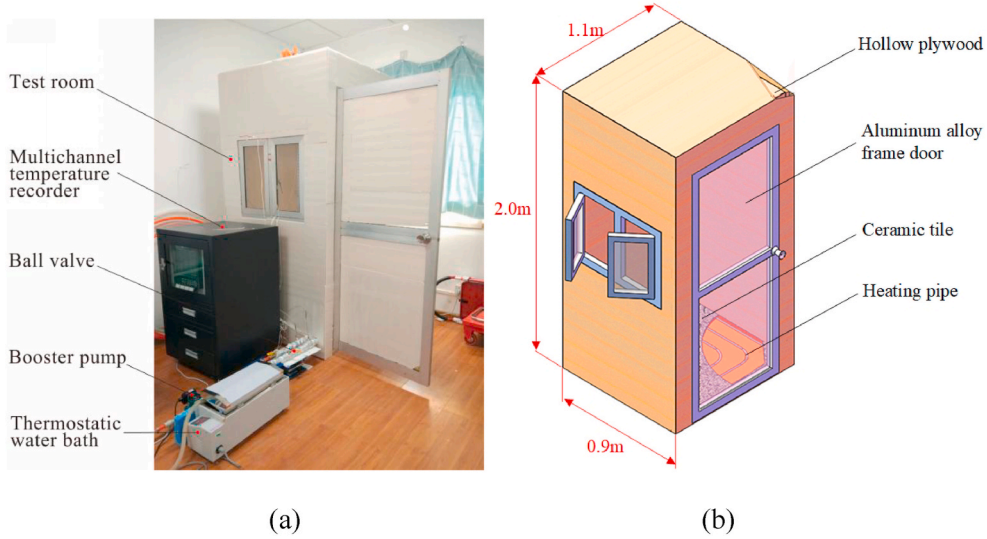 Test room
Multichannel
temperature
recorder
Ball valve
Booster pump
Thermostatic
water bath
(a)
1.1m
2.0m
0.9m
Hollow plywood
Aluminum alloy
frame door
Ceramic tile
Heating pipe
(b)